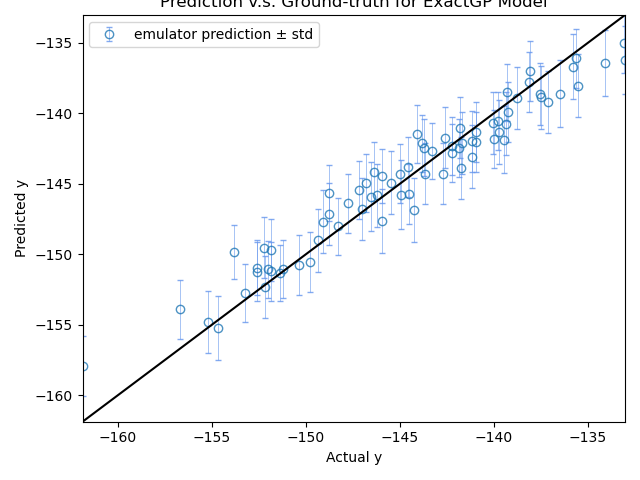 Prediction v.s. Ground-truth for ExactGP Model
emulator prediction ± std
Predicted y
−135
−140
−145
−150
−155
−160
−160 −155 −150 −145 −140 −135
Actual y